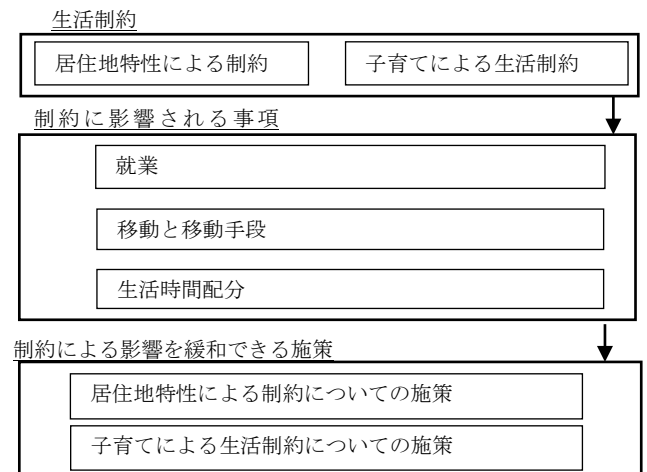 生活制約
居住地特性による制約
子育てによる生活制約
制約に影響される事項
就業
移動と移動手段
生活時間配分
制約による影響を緩和できる施策
居住地特性による制約についての施策
子育てによる生活制約についての施策